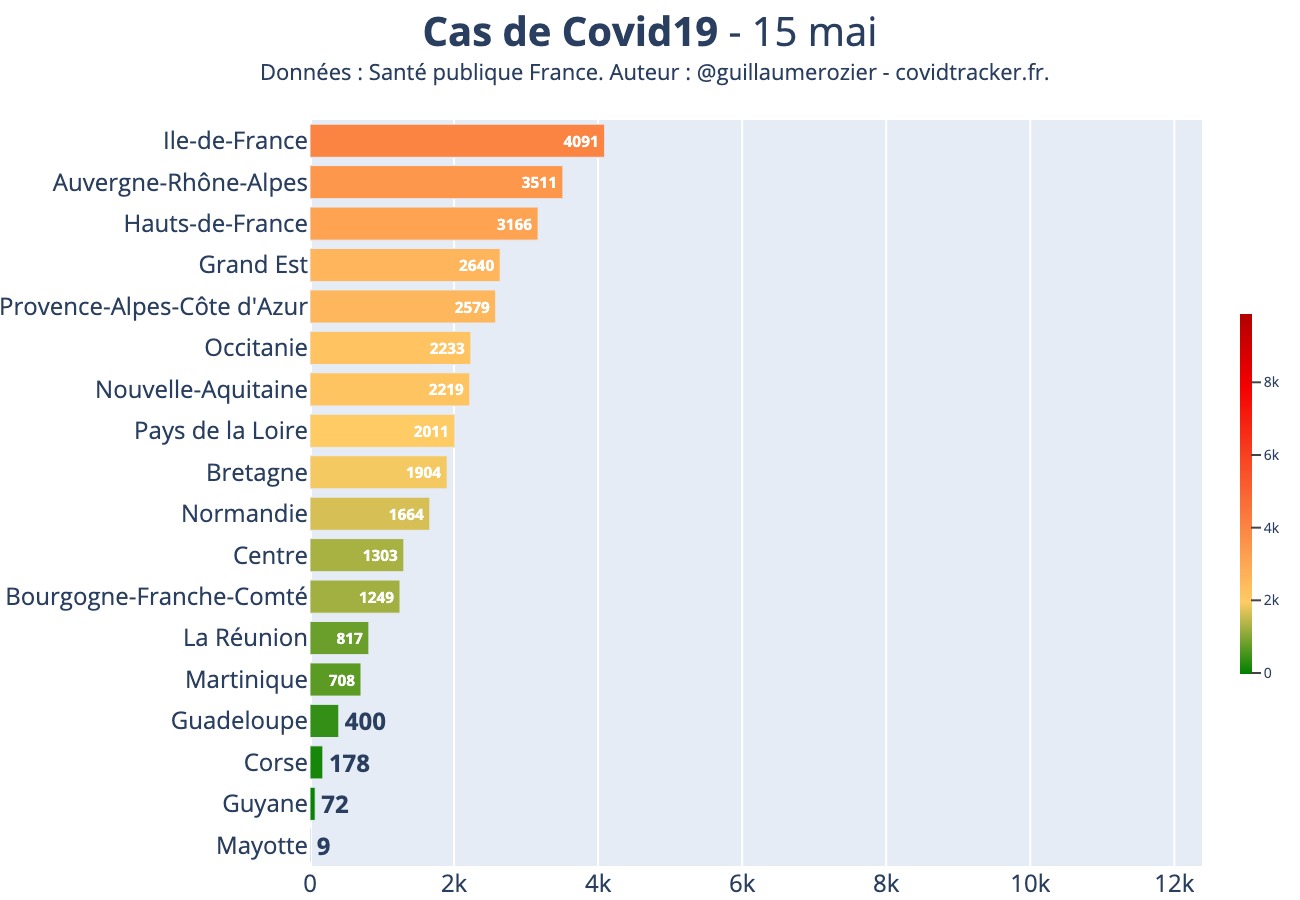 Cas de Covid19 - 15 mai
Données : Santé publique France. Auteur : @guillaumerozier - covidtracker.fr.
Ile-de-France 4091
Auvergne-Rhône-Alpes 3511
Hauts-de-France 3166
Grand Est 2640
Provence-Alpes-Côte d'Azur 2579
Occitanie 2233
Nouvelle-Aquitaine 2219
Pays de la Loire 2011
Bretagne 1904
Normandie 1664
Centre 1303
Bourgogne-Franche-Comté 1249
La Réunion 817
Martinique 708
Guadeloupe 400
Corse 178
Guyane 72
Mayotte 9
0 2k 4k 6k 8k 10k 12k
8k
6k
4k
2k
0